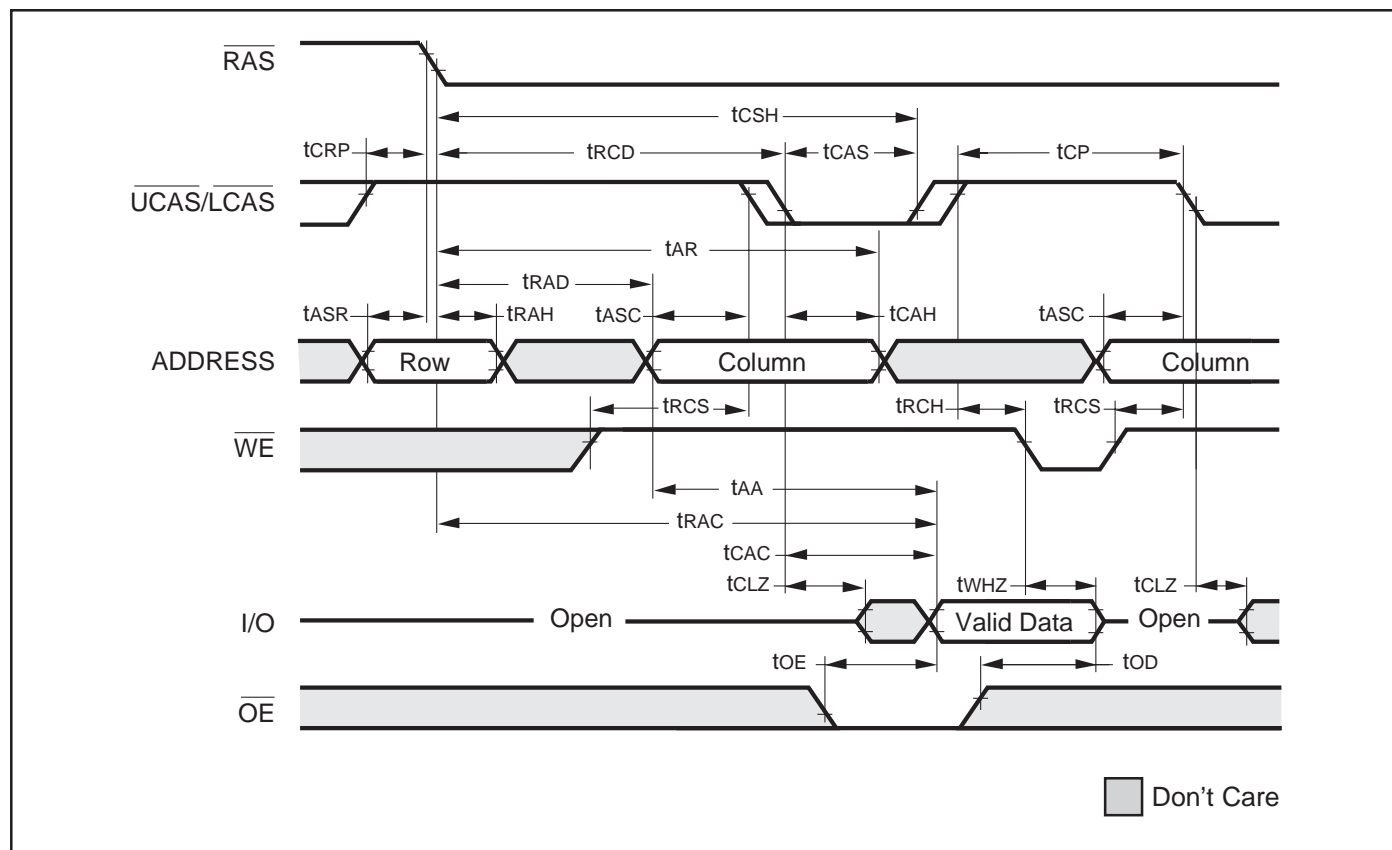 RAS
tCSH
tCRP
tRCD
tCAS
tCP
UCAS/LCAS
tAR
tRAD
tASR
tRAH
tASC
tCAH
tASC
ADDRESS
Row
Column
Column
tRCS
tRCH
tRCS
WE
tAA
tRAC
tCAC
tCLZ
tWHZ
tCLZ
I/O
Open
Valid Data
Open
tOE
tOD
OE
Don't Care